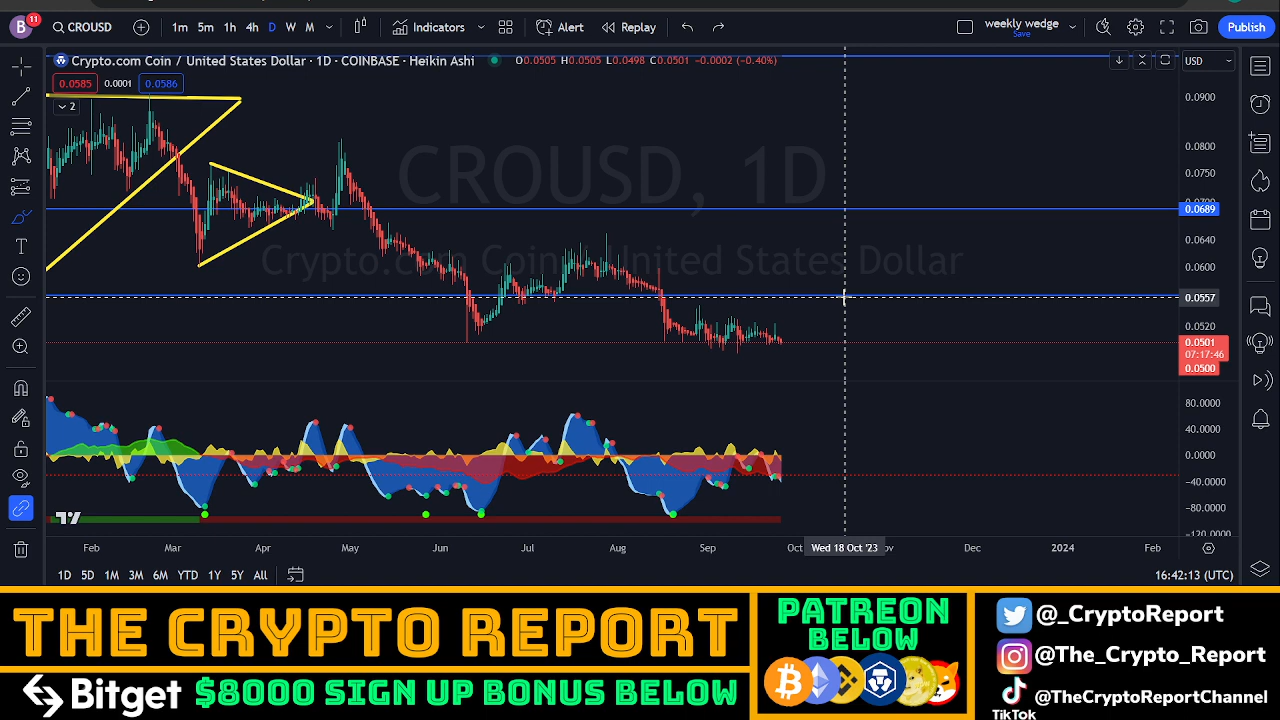 B 11 CRUSD 1m 5m 1h 4h D W M Indicators Alert Replay weekly wedge Save Publish
Crypto.com Coin / United States Dollar · 1D · COINBASE · Heikin Ashi O0.0505 H0.0505 L0.0498 C0.0501 −0.0002 (−0.40%) USD
0.0585 0.0001 0.0586
2
CROUSD, 1D
Crypto.com Coin / United States Dollar
0.0900
0.0800
0.0750
0.0689
0.0640
0.0600
0.0557
0.0520
0.0501
07:17:46
0.0500
80.0000
40.0000
0.0000
−40.0000
−80.0000
−120.0000
Feb Mar Apr May Jun Jul Aug Sep Oct Wed 18 Oct '23 Dec 2024 Feb
1D 5D 1M 3M 6M YTD 1Y 5Y All 16:42:13 (UTC)
THE CRYPTO REPORT
Bitget $8000 SIGN UP BONUS BELOW
PATREON
BELOW
@_CryptoReport
@The_Crypto_Report
@TheCryptoReportChannel
TikTok